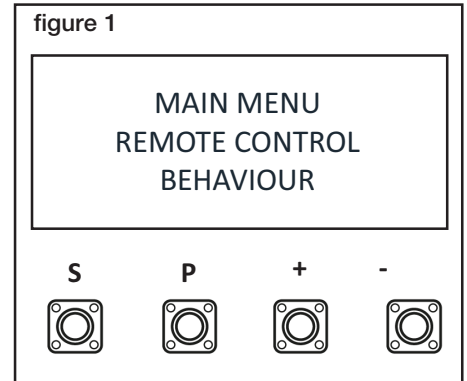 figure 1
MAIN MENU
REMOTE CONTROL
BEHAVIOUR
S P + -